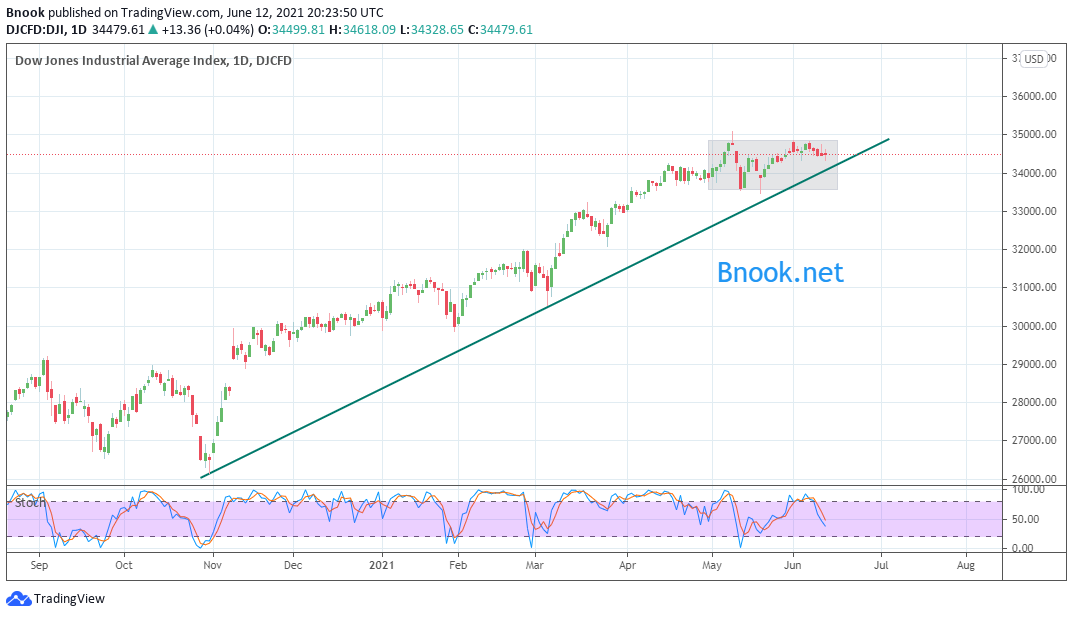 Bnook published on TradingView.com, June 12, 2021 20:23:50 UTC
DJCFD:DJI, 1D 34479.61 ▲ +13.36 (+0.04%) O:34499.81 H:34618.09 L:34328.65 C:34479.61
Dow Jones Industrial Average Index, 1D, DJCFD
USD
36000.00
35000.00
34000.00
33000.00
32000.00
31000.00
30000.00
29000.00
28000.00
27000.00
26000.00
Bnook.net
Stoch
100.00
50.00
0.00
Sep Oct Nov Dec 2021 Feb Mar Apr May Jun Jul Aug
TradingView